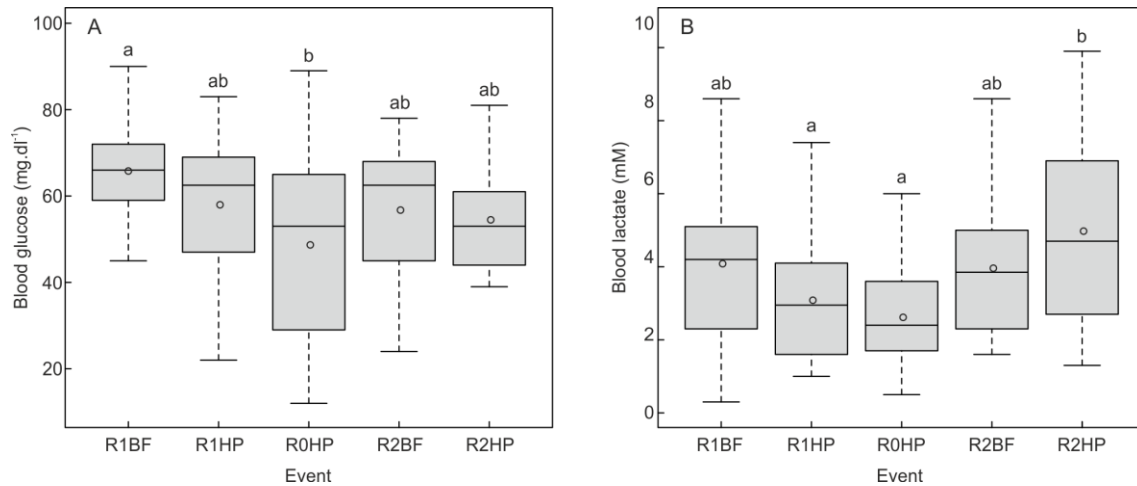 A
100
80
60
40
20
Blood glucose (mg.dl⁻¹)
a
ab
b
ab
ab
R1BF R1HP R0HP R2BF R2HP
Event
B
10
8
6
4
2
0
Blood lactate (mM)
ab
a
a
ab
b
R1BF R1HP R0HP R2BF R2HP
Event